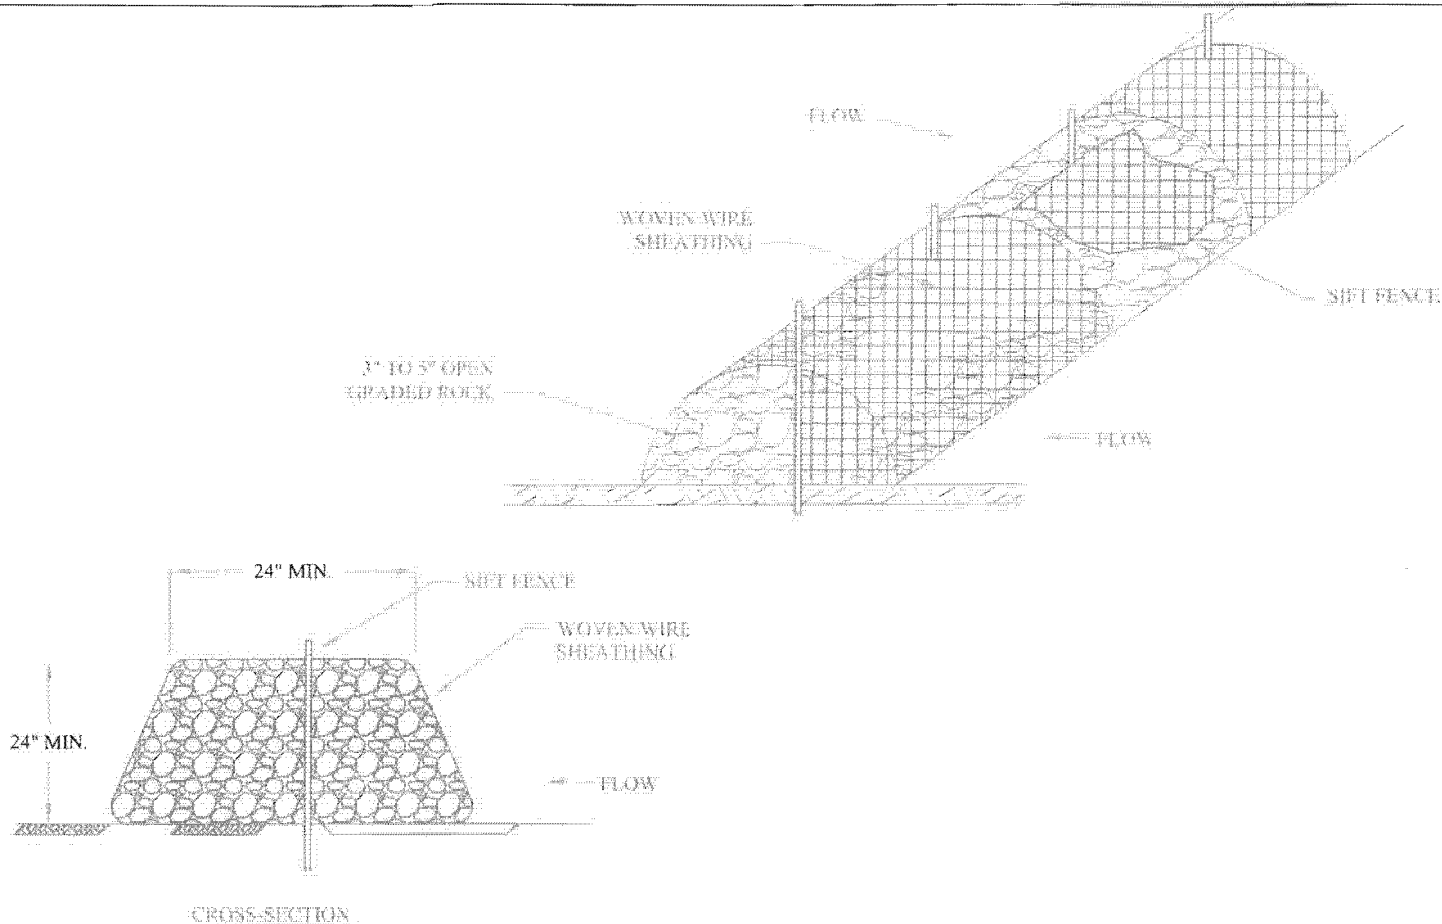 FLOW
WOVEN WIRE
SHEATHING
SILT FENCE
3" TO 5" OPEN
GRADED ROCK
FLOW
24" MIN.
SILT FENCE
WOVEN WIRE
SHEATHING
24" MIN.
FLOW
CROSS-SECTION